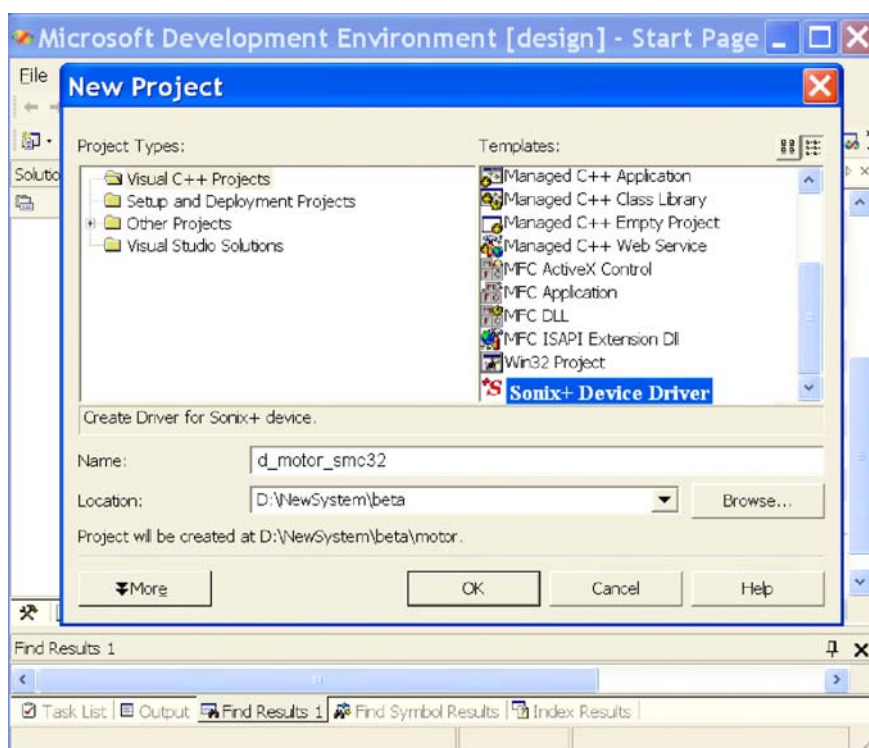 Microsoft Development Environment [design] - Start Page
File
New Project
Project Types:
Templates:
Solutio
Visual C++ Projects
Setup and Deployment Projects
Other Projects
Visual Studio Solutions
Managed C++ Application
Managed C++ Class Library
Managed C++ Empty Project
Managed C++ Web Service
MFC ActiveX Control
MFC Application
MFC DLL
MFC ISAPI Extension Dll
Win32 Project
Sonix+ Device Driver
Create Driver for Sonix+ device.
Name:
d_motor_smc32
Location:
D:\NewSystem\beta
Browse...
Project will be created at D:\NewSystem\beta\motor.
More
OK
Cancel
Help
Find Results 1
Task List
Output
Find Results 1
Find Symbol Results
Index Results